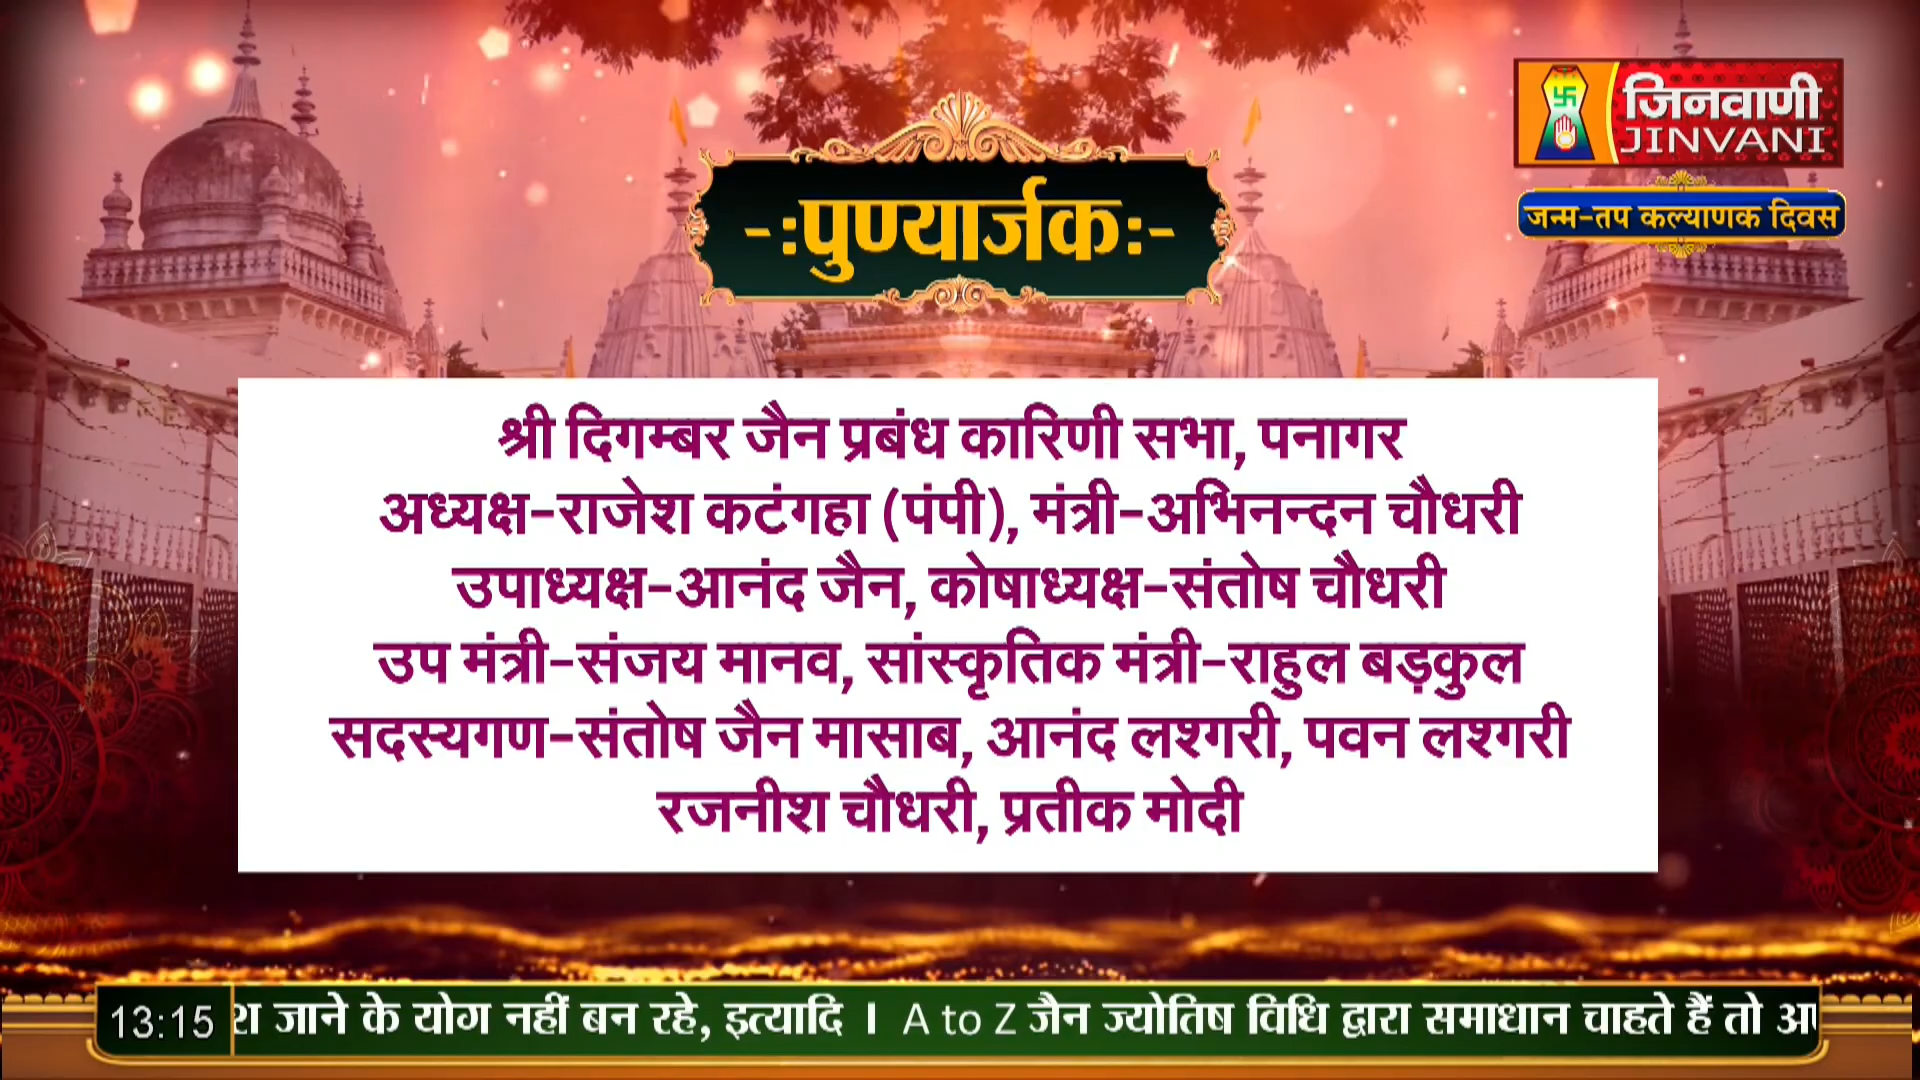 जिनवाणी
JINVANI
जन्म-तप कल्याणक दिवस
-:पुण्यार्जक:-
श्री दिगम्बर जैन प्रबंध कारिणी सभा, पनागर
अध्यक्ष-राजेश कटंगहा (पंपी), मंत्री-अभिनन्दन चौधरी
उपाध्यक्ष-आनंद जैन, कोषाध्यक्ष-संतोष चौधरी
उप मंत्री-संजय मानव, सांस्कृतिक मंत्री-राहुल बड़कुल
सदस्यगण-संतोष जैन मासाब, आनंद लश्गरी, पवन लश्गरी
रजनीश चौधरी, प्रतीक मोदी
13:15 जाने के योग नहीं बन रहे, इत्यादि । A to Z जैन ज्योतिष विधि द्वारा समाधान चाहते हैं तो